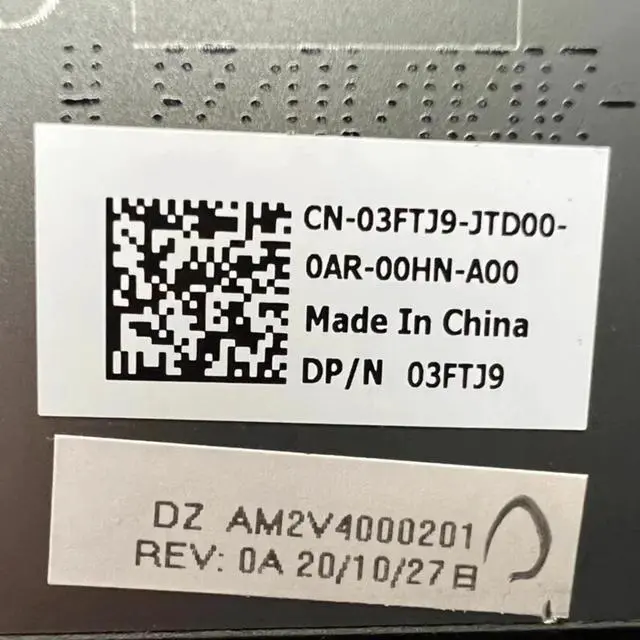 CN-03FTJ9-JTD00-
0AR-00HN-A00
Made In China
DP/N 03FTJ9
DZ AM2V4000201
REV: 0A 20/10/27日